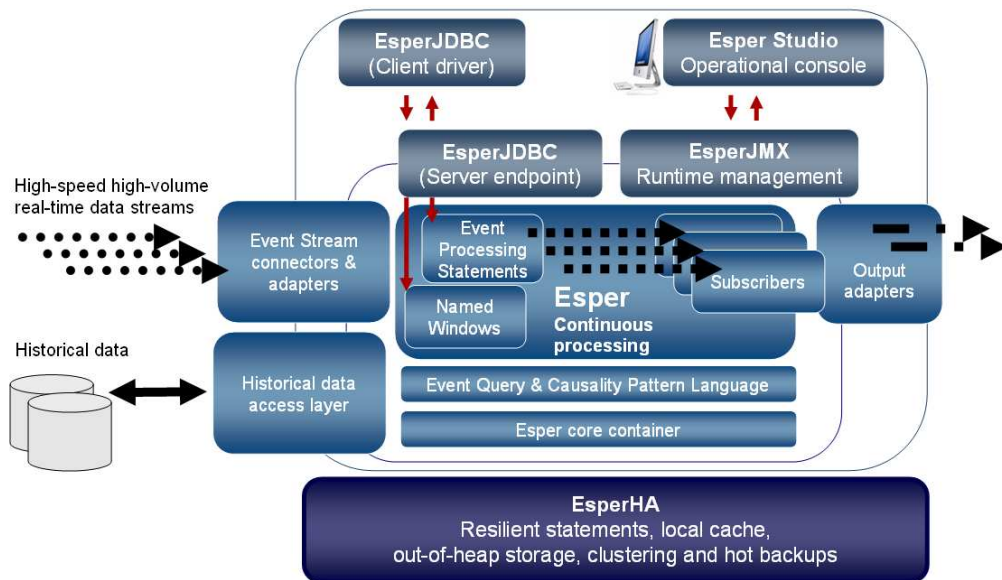 EsperJDBC
(Client driver)
Esper Studio
Operational console
EsperJDBC
(Server endpoint)
EsperJMX
Runtime management
High-speed high-volume
real-time data streams
Event Stream
connectors &
adapters
Event
Processing
Statements
Subscribers
Output
adapters
Named
Windows
Esper
Continuous
processing
Historical data
Historical data
access layer
Event Query & Causality Pattern Language
Esper core container
EsperHA
Resilient statements, local cache,
out-of-heap storage, clustering and hot backups